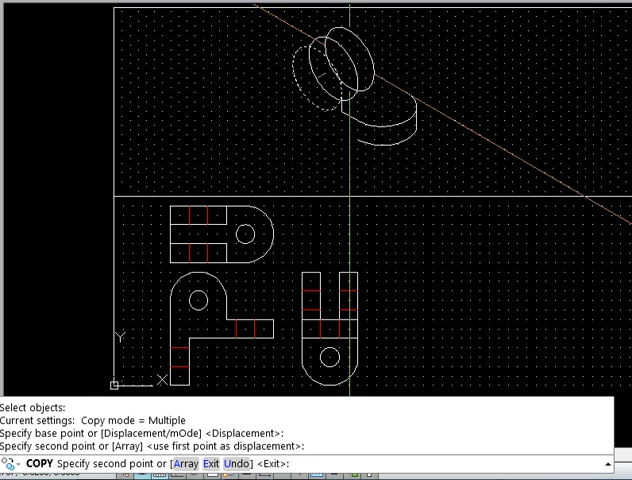 Y
X
Select objects:
Current settings:  Copy mode = Multiple
Specify base point or [Displacement/mOde] <Displacement>:
Specify second point or [Array] <use first point as displacement>:
COPY Specify second point or [Array Exit Undo] <Exit>: